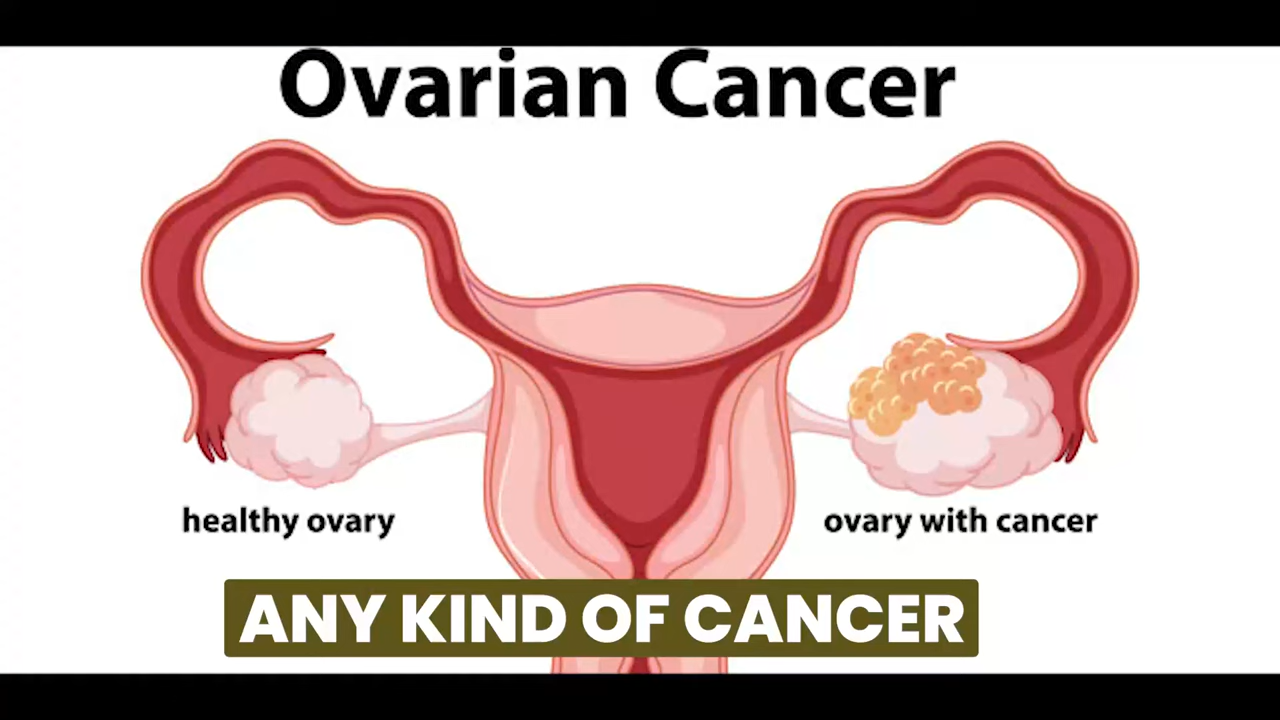 Ovarian Cancer
healthy ovary
ovary with cancer
ANY KIND OF CANCER